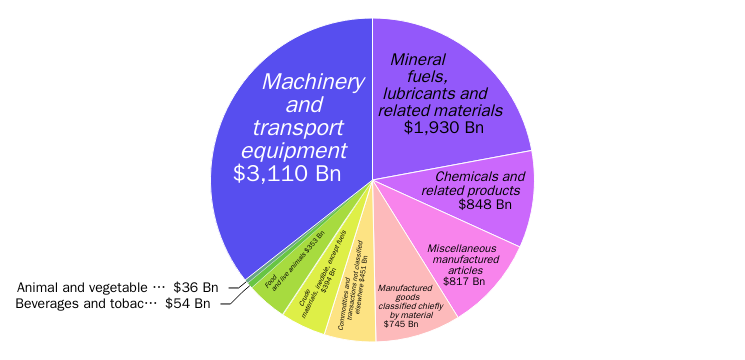 Machinery
and
transport
equipment
$3,110 Bn
Mineral
fuels,
lubricants and
related materials
$1,930 Bn
Chemicals and
related products
$848 Bn
Miscellaneous
manufactured
articles
$817 Bn
Manufactured
goods
classified chiefly
by material
$745 Bn
Commodities and
transactions not classified
elsewhere $451 Bn
Crude
materials, inedible, except fuels
$394 Bn
Food
and live animals $353 Bn
Animal and vegetable ⋯ $36 Bn
Beverages and tobac⋯ $54 Bn